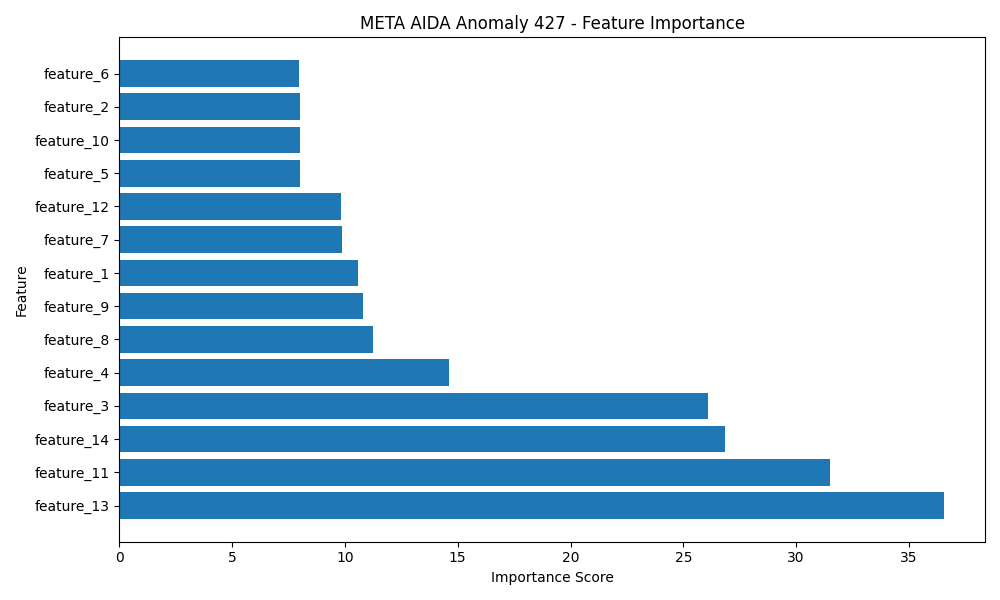 META AIDA Anomaly 427 - Feature Importance
feature_6
feature_2
feature_10
feature_5
feature_12
feature_7
feature_1
feature_9
feature_8
feature_4
feature_3
feature_14
feature_11
feature_13
Feature
0 5 10 15 20 25 30 35
Importance Score